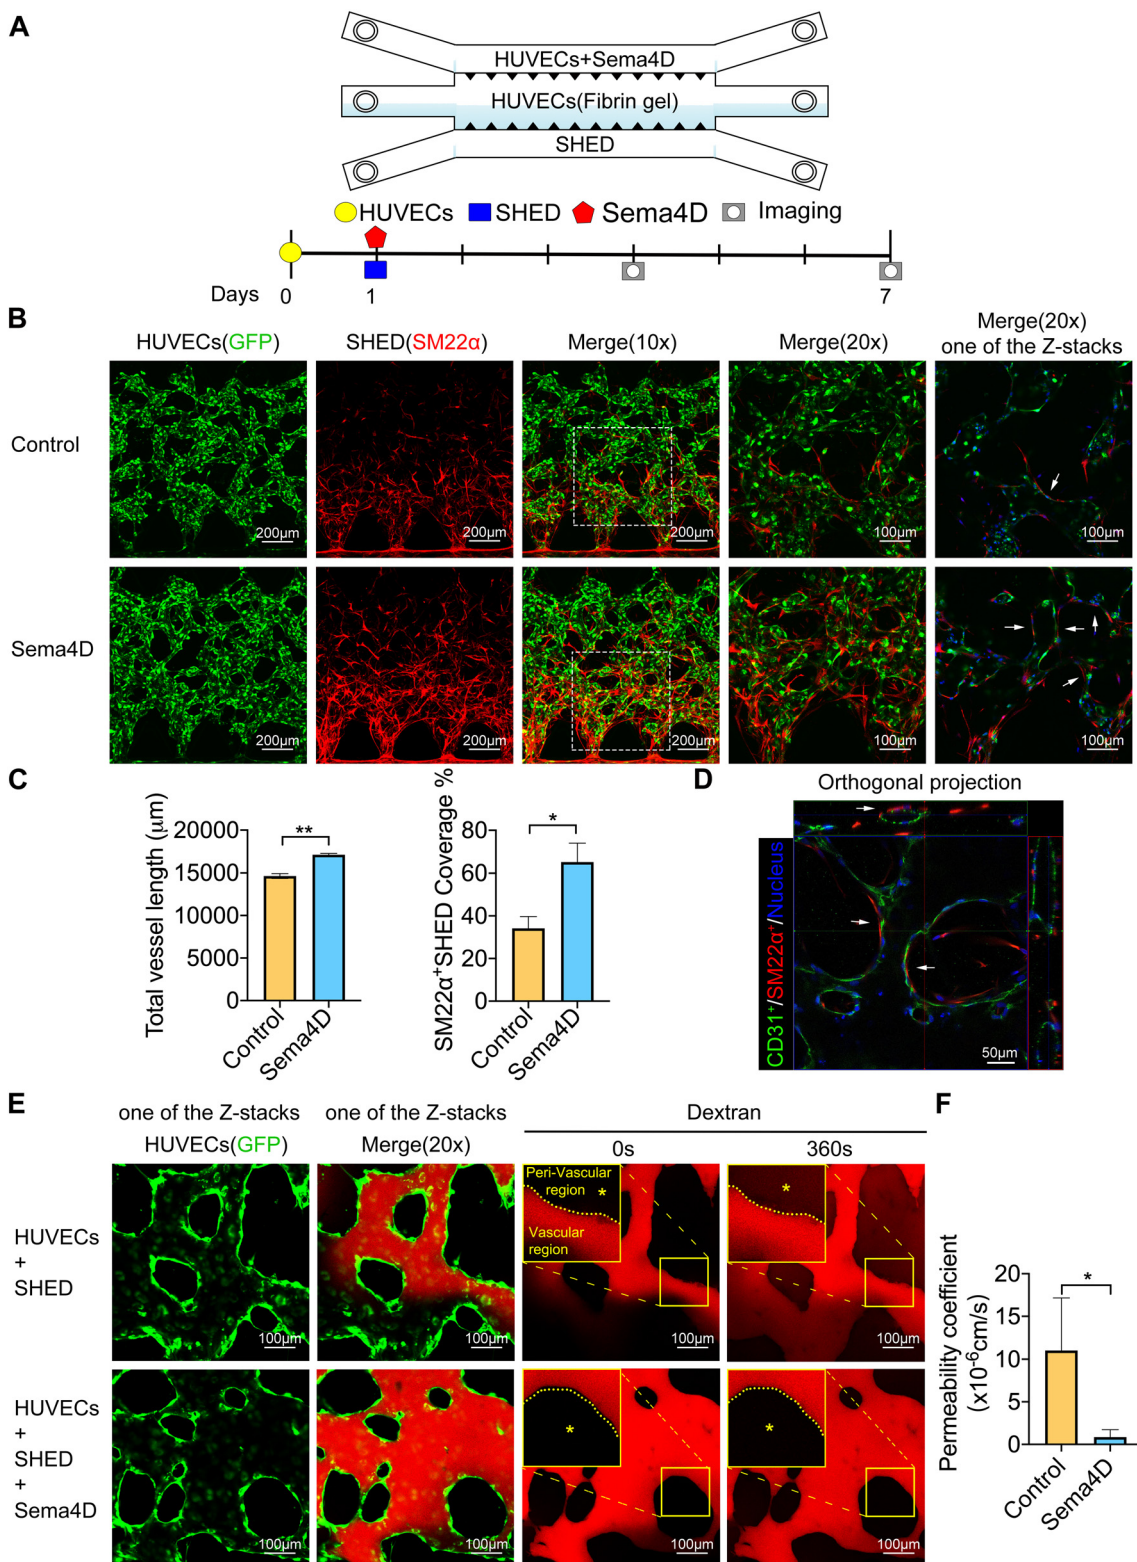 A
HUVECs+Sema4D
HUVECs(Fibrin gel)
SHED
HUVECs SHED Sema4D Imaging
Days 0 1 7
B
HUVECs(GFP) SHED(SM22α) Merge(10x) Merge(20x) Merge(20x)
one of the Z-stacks
Control
200µm 200µm 200µm 100µm 100µm
Sema4D
200µm 200µm 200µm 100µm 100µm
C
Total vessel length (µm)
20000
15000
10000
5000
0
**
Control Sema4D
SM22α⁺SHED Coverage %
80
60
40
20
0
*
Control Sema4D
D
Orthogonal projection
CD31⁺/SM22α⁺/Nucleus
50µm
E
one of the Z-stacks one of the Z-stacks Dextran
HUVECs(GFP) Merge(20x) 0s 360s
HUVECs
+
SHED
Peri-Vascular
region *
Vascular
region
*
100µm 100µm 100µm 100µm
HUVECs
+
SHED
+
Sema4D
* *
100µm 100µm 100µm 100µm
F
Permeability coefficient
(x10⁻⁶cm/s)
20
15
10
5
0
*
Control Sema4D